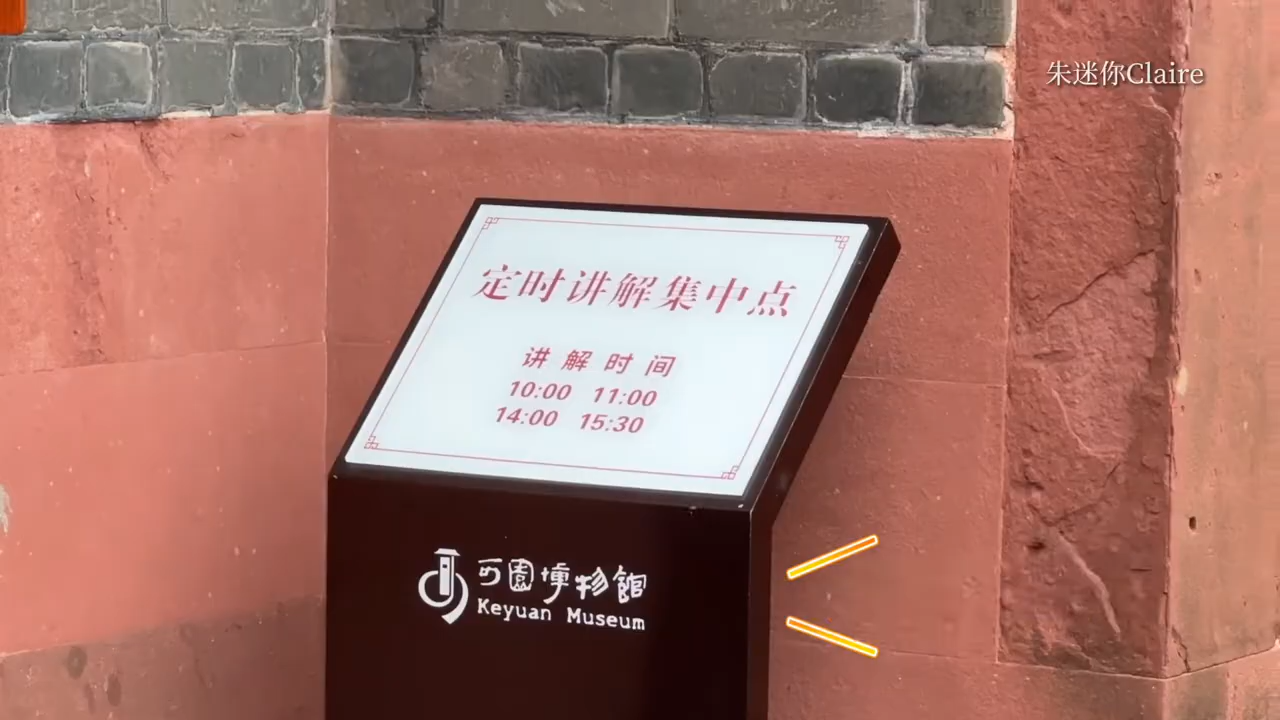 朱迷你Claire
定时讲解集中点
讲解时间
10:00 11:00
14:00 15:30
可園博物館
Keyuan Museum